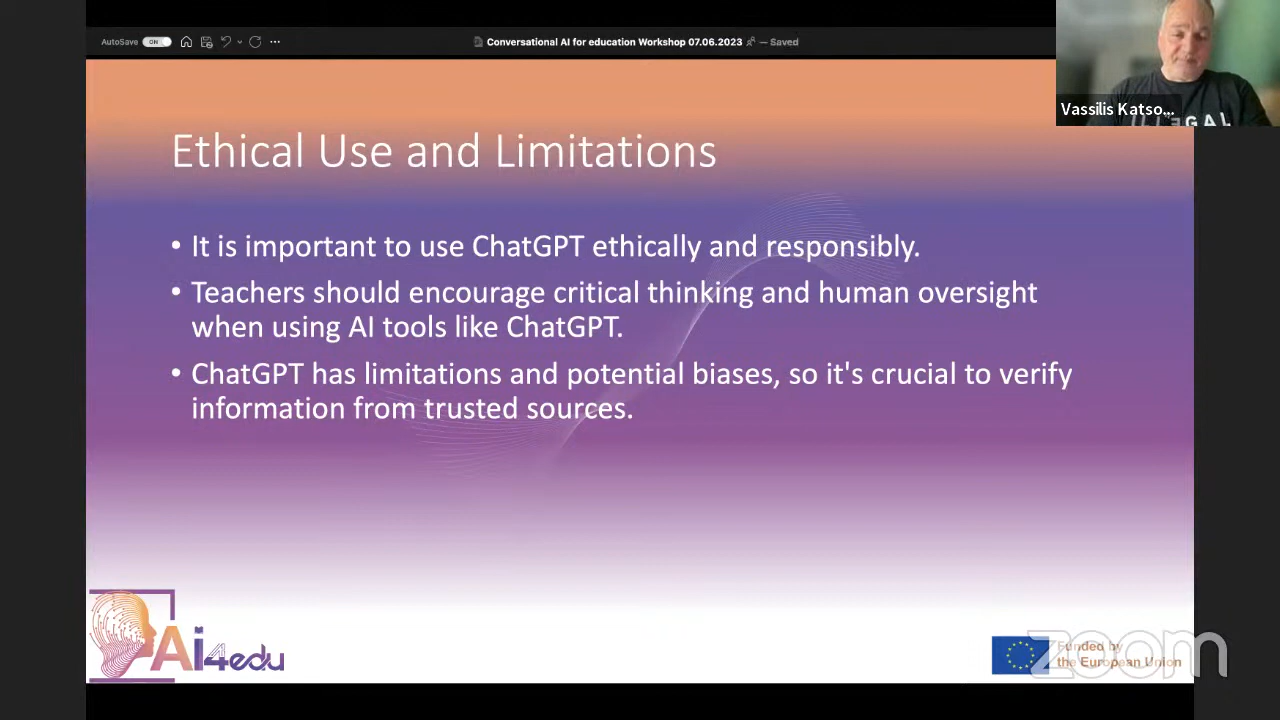 AutoSave ON
Conversational AI for education Workshop 07.06.2023 — Saved
Vassilis Katso...
Ethical Use and Limitations
• It is important to use ChatGPT ethically and responsibly.
• Teachers should encourage critical thinking and human oversight
when using AI tools like ChatGPT.
• ChatGPT has limitations and potential biases, so it's crucial to verify
information from trusted sources.
Ai4edu
Funded by
the European Union
zoom